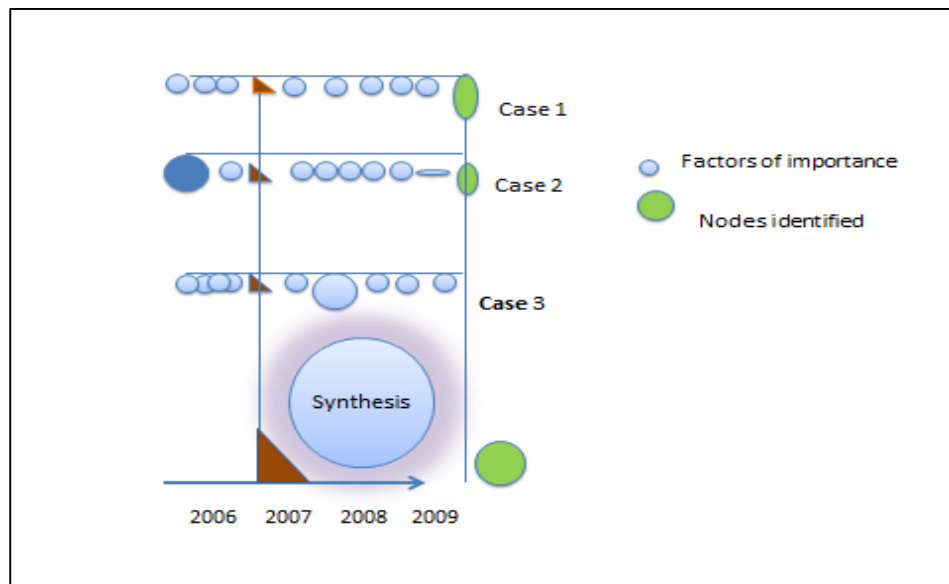 Case 1
Factors of importance
Case 2
Nodes identified
Case 3
Synthesis
2006 2007 2008 2009